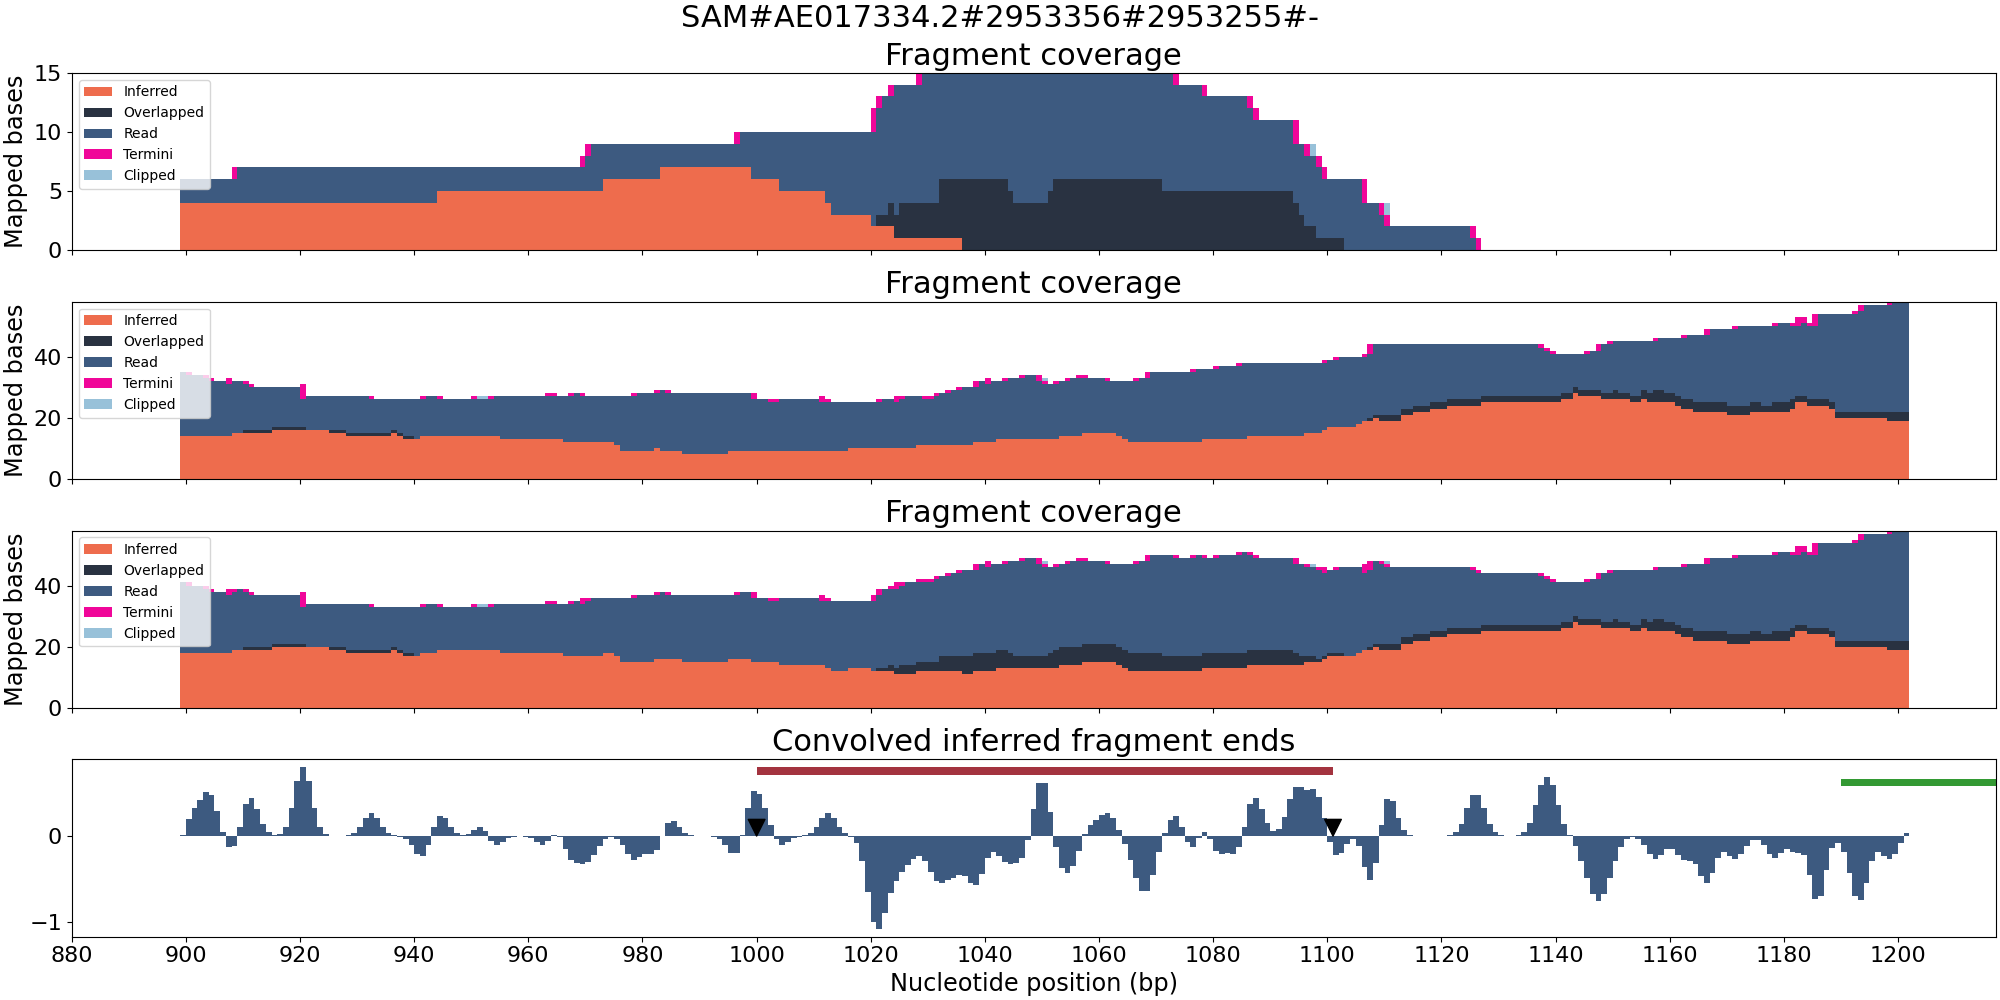 SAM#AE017334.2#2953356#2953255#-
Fragment coverage
Mapped bases
15
10
5
0
Inferred
Overlapped
Read
Termini
Clipped
Fragment coverage
Mapped bases
40
20
0
Inferred
Overlapped
Read
Termini
Clipped
Fragment coverage
Mapped bases
40
20
0
Inferred
Overlapped
Read
Termini
Clipped
Convolved inferred fragment ends
0
−1
880 900 920 940 960 980 1000 1020 1040 1060 1080 1100 1120 1140 1160 1180 1200
Nucleotide position (bp)